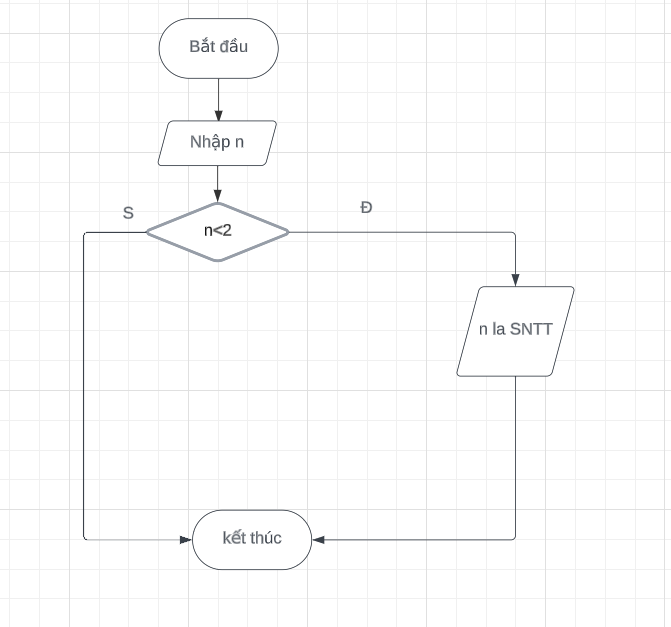 Bắt đầu
Nhập n
S
Đ
n<2
n la SNTT
kết thúc